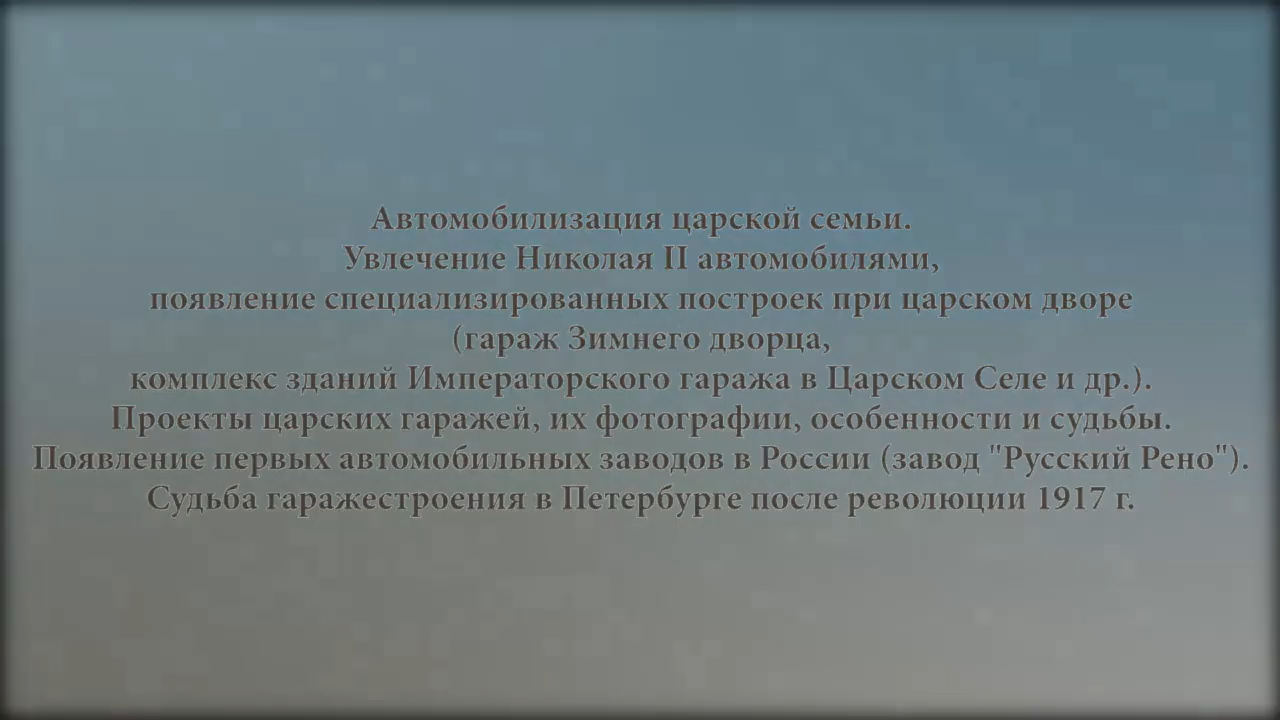 Автомобилизация царской семьи.
Увлечение Николая II автомобилями,
появление специализированных построек при царском дворе
(гараж Зимнего дворца,
комплекс зданий Императорского гаража в Царском Селе и др.).
Проекты царских гаражей, их фотографии, особенности и судьбы.
Появление первых автомобильных заводов в России (завод "Русский Рено").
Судьба гаражестроения в Петербурге после революции 1917 г.